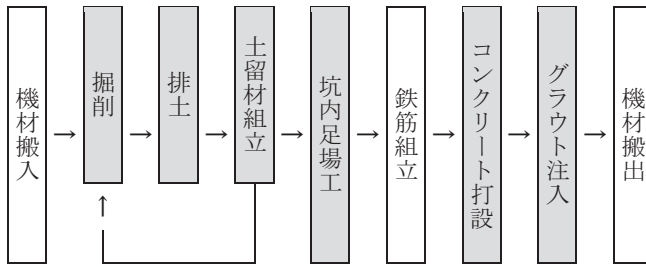 機材搬入
→
掘削
→
排土
→
土留材組立
→
坑内足場工
→
鉄筋組立
→
コンクリート打設
→
グラウト注入
→
機材搬出
↑